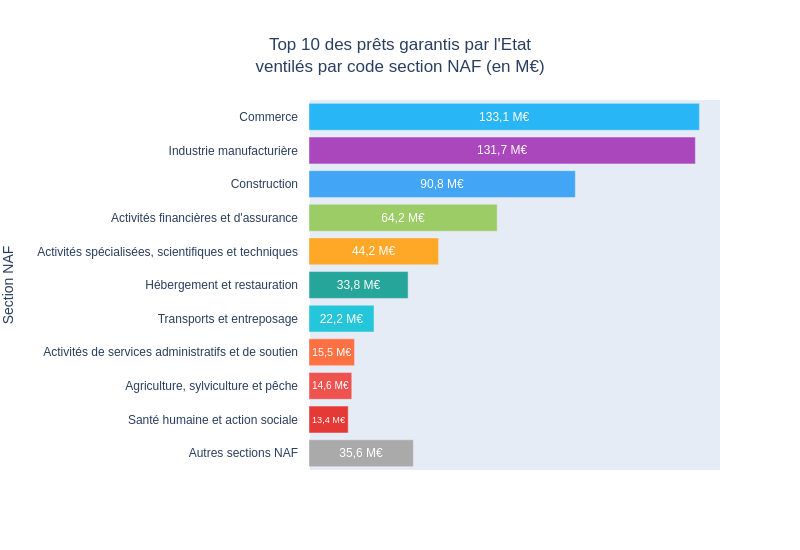 Top 10 des prêts garantis par l'Etat
ventilés par code section NAF (en M€)
Section NAF
Commerce 133,1 M€
Industrie manufacturière 131,7 M€
Construction 90,8 M€
Activités financières et d'assurance 64,2 M€
Activités spécialisées, scientifiques et techniques 44,2 M€
Hébergement et restauration 33,8 M€
Transports et entreposage 22,2 M€
Activités de services administratifs et de soutien 15,5 M€
Agriculture, sylviculture et pêche 14,6 M€
Santé humaine et action sociale 13,4 M€
Autres sections NAF 35,6 M€